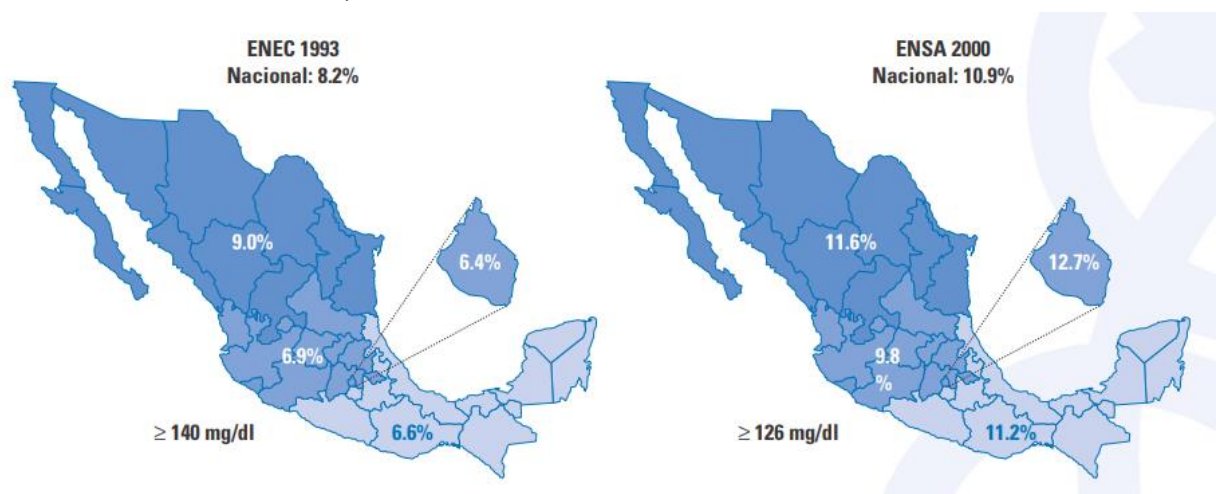 ENEC 1993
Nacional: 8.2%
9.0%
6.4%
6.9%
≥ 140 mg/dl
6.6%
ENSA 2000
Nacional: 10.9%
11.6%
12.7%
9.8
%
≥ 126 mg/dl
11.2%